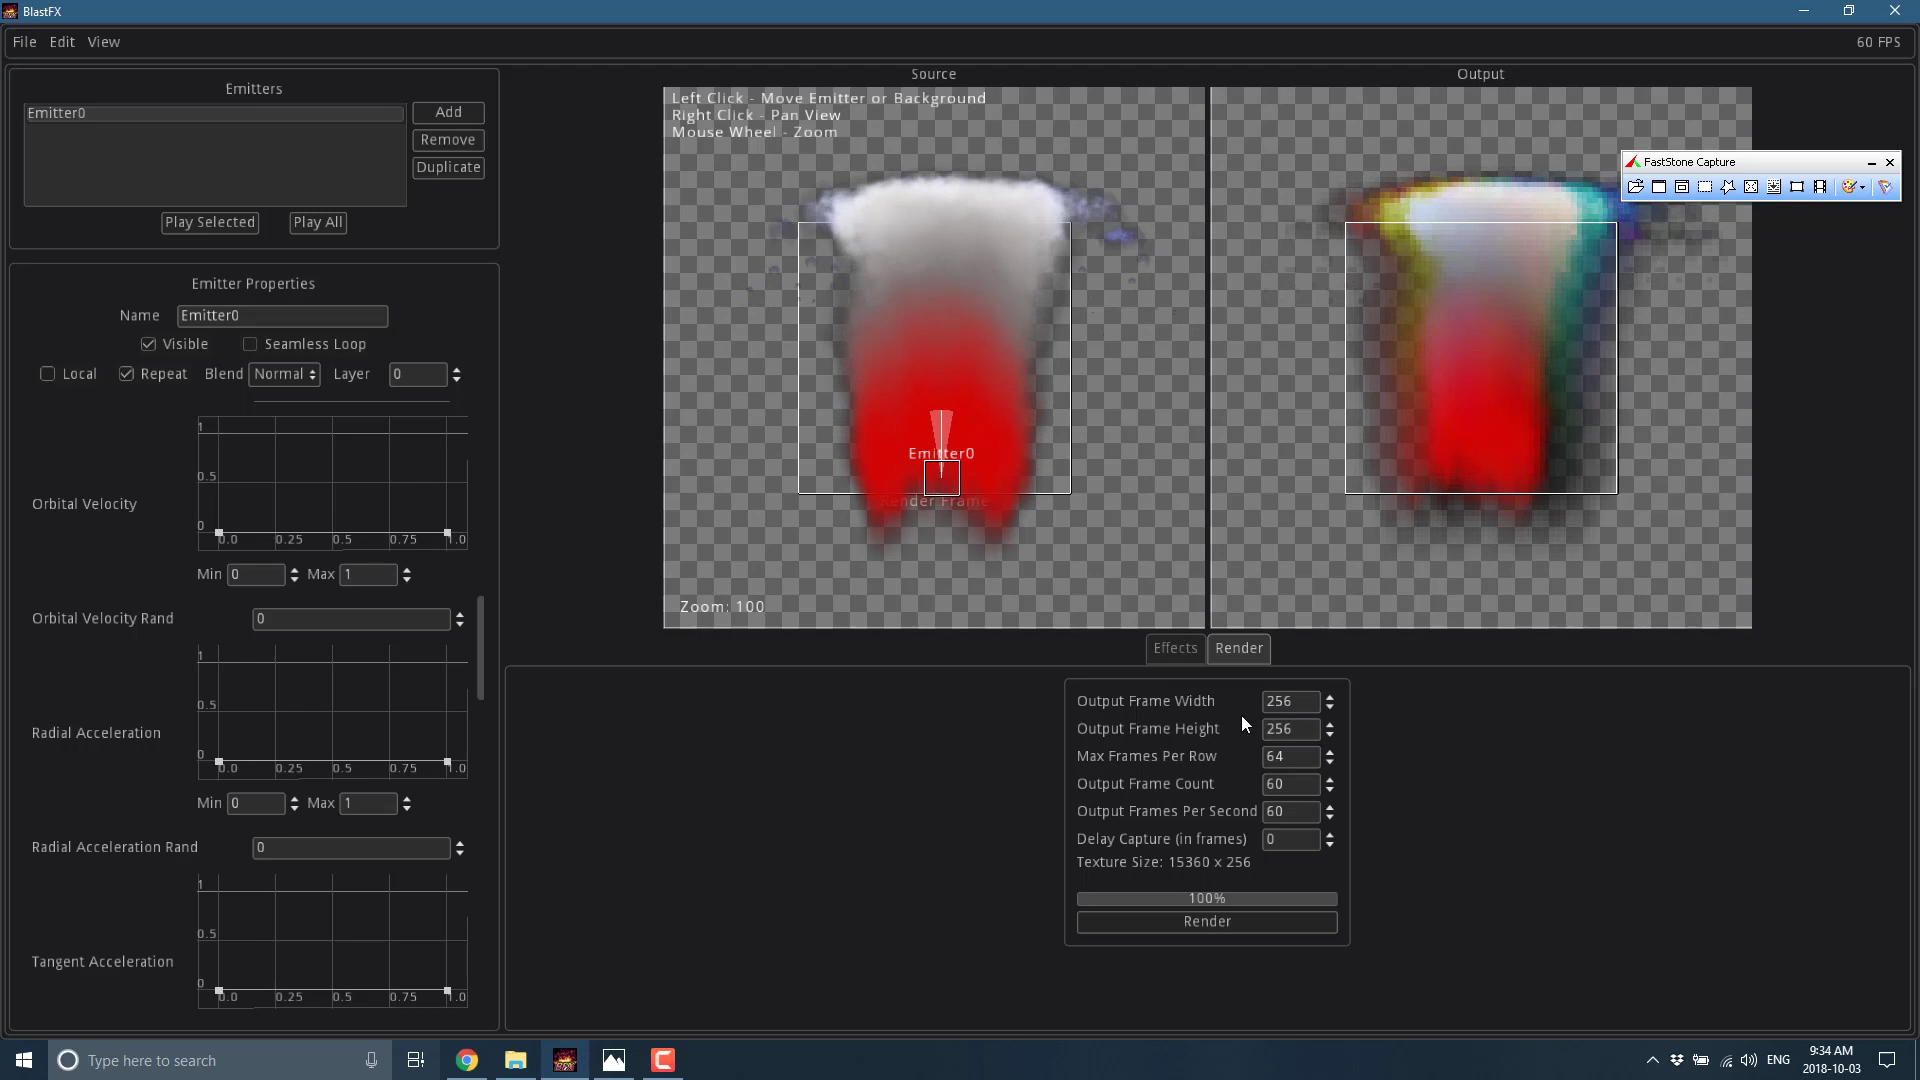 BlastFX
File Edit View
60 FPS
Emitters
Emitter0
Add
Remove
Duplicate
Play Selected Play All
Emitter Properties
Name Emitter0
Visible Seamless Loop
Local Repeat Blend Normal Layer 0
1
0.5
Orbital Velocity
0
0.0 0.25 0.5 0.75 1.0
Min 0 Max 1
Orbital Velocity Rand 0
1
0.5
Radial Acceleration
0
0.0 0.25 0.5 0.75 1.0
Min 0 Max 1
Radial Acceleration Rand 0
1
0.5
Tangent Acceleration
0
0.0 0.25 0.5 0.75 1.0
Source
Left Click - Move Emitter or Background
Right Click - Pan View
Mouse Wheel - Zoom
Emitter0
Render Frame
Zoom: 100
Output
FastStone Capture
Effects Render
Output Frame Width 256
Output Frame Height 256
Max Frames Per Row 64
Output Frame Count 60
Output Frames Per Second 60
Delay Capture (in frames) 0
Texture Size: 15360 x 256
100%
Render
Type here to search
ENG
9:34 AM
2018-10-03